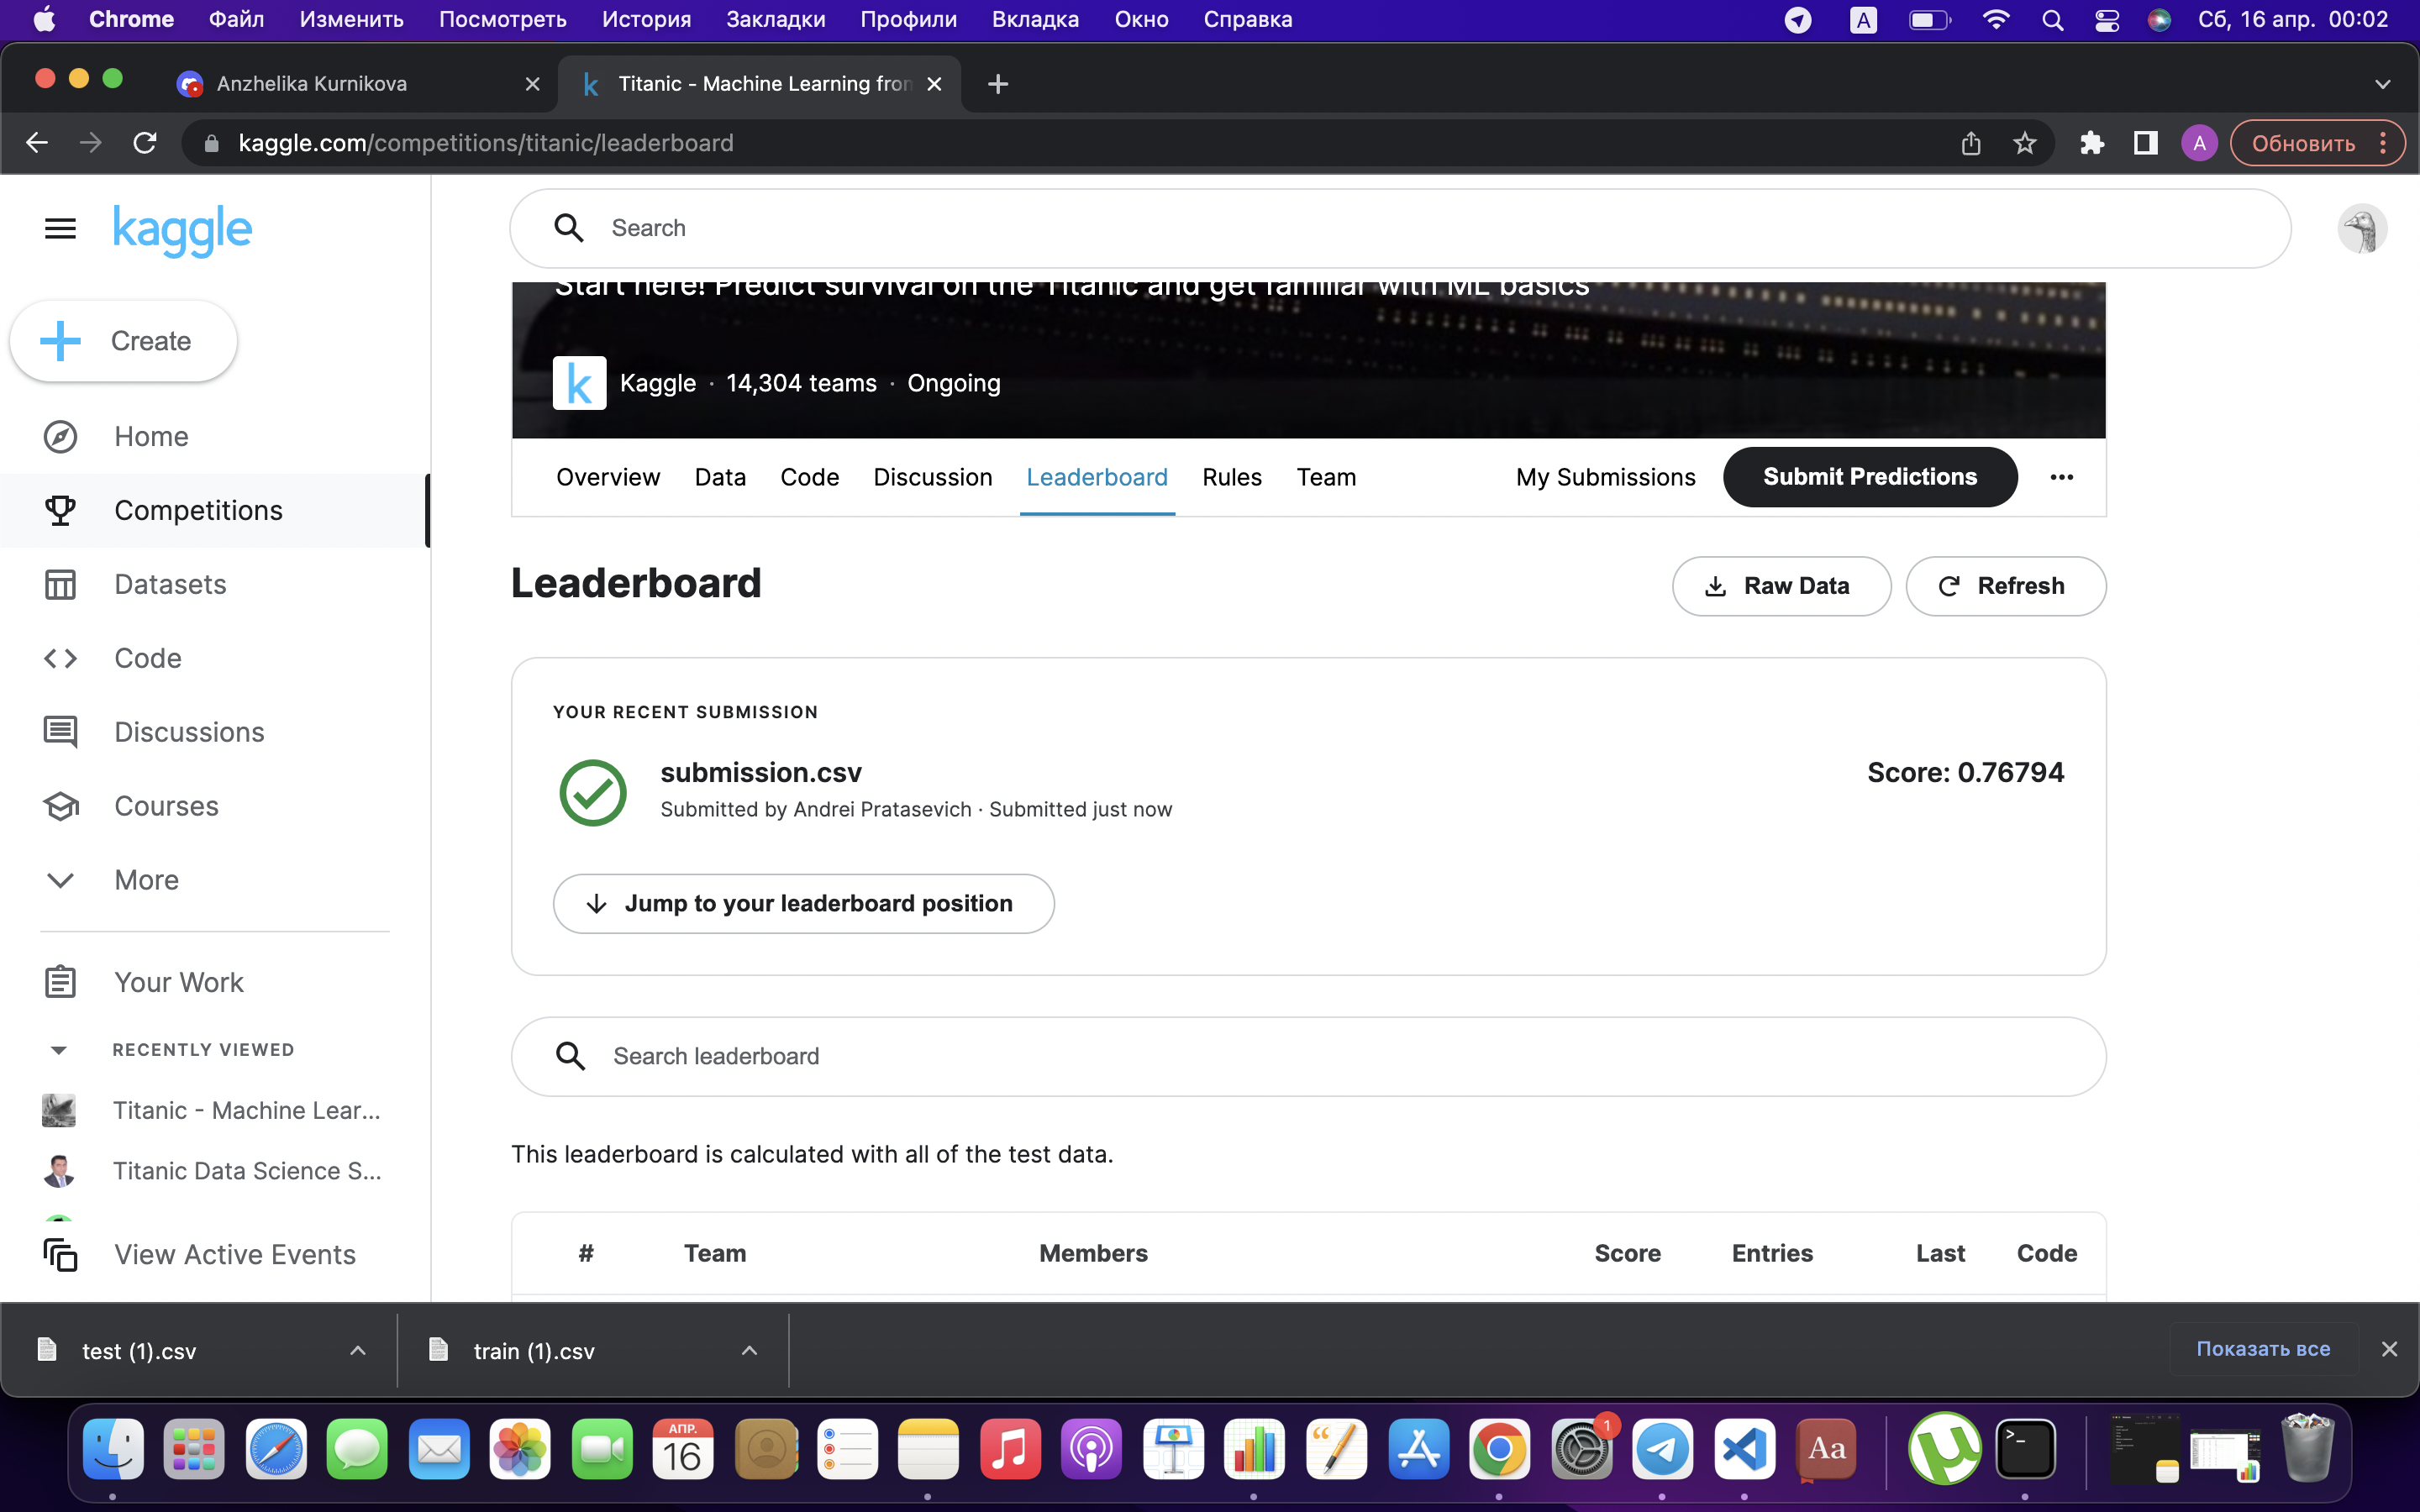 Chrome Файл Изменить Посмотреть История Закладки Профили Вкладка Окно Справка A Сб, 16 апр. 00:02
Anzhelika Kurnikova
k Titanic - Machine Learning from
kaggle.com/competitions/titanic/leaderboard
A
Обновить
kaggle
Search
Create
Start here! Predict survival on the Titanic and get familiar with ML basics
k Kaggle · 14,304 teams · Ongoing
Home
Competitions
Datasets
Code
Discussions
Courses
More
Your Work
RECENTLY VIEWED
Titanic - Machine Lear...
Titanic Data Science S...
View Active Events
Overview Data Code Discussion Leaderboard Rules Team My Submissions Submit Predictions ...
Leaderboard
Raw Data
Refresh
YOUR RECENT SUBMISSION
submission.csv
Score: 0.76794
Submitted by Andrei Pratasevich · Submitted just now
Jump to your leaderboard position
Search leaderboard
This leaderboard is calculated with all of the test data.
# Team Members Score Entries Last Code
test (1).csv
train (1).csv
Показать все
АПР.
16
1
Aa
µ
>_